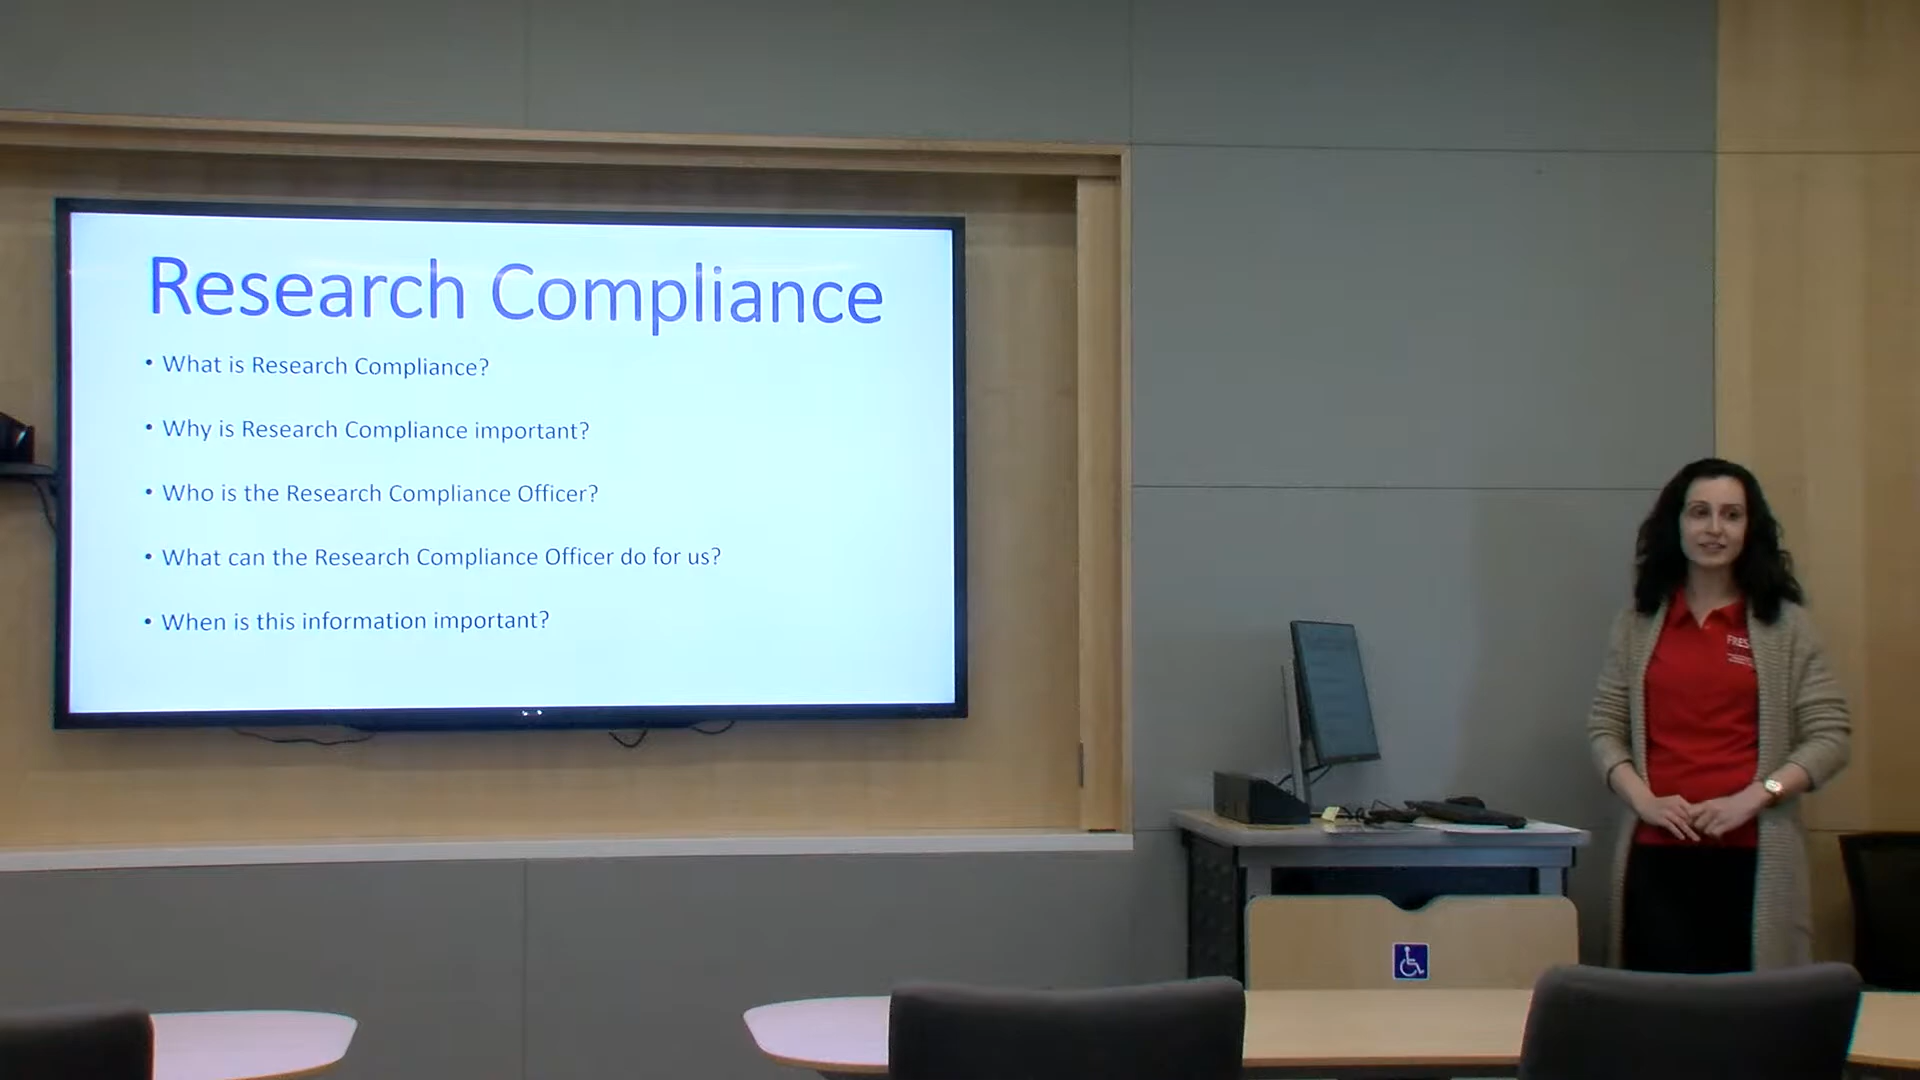 Research Compliance
• What is Research Compliance?
• Why is Research Compliance important?
• Who is the Research Compliance Officer?
• What can the Research Compliance Officer do for us?
• When is this information important?